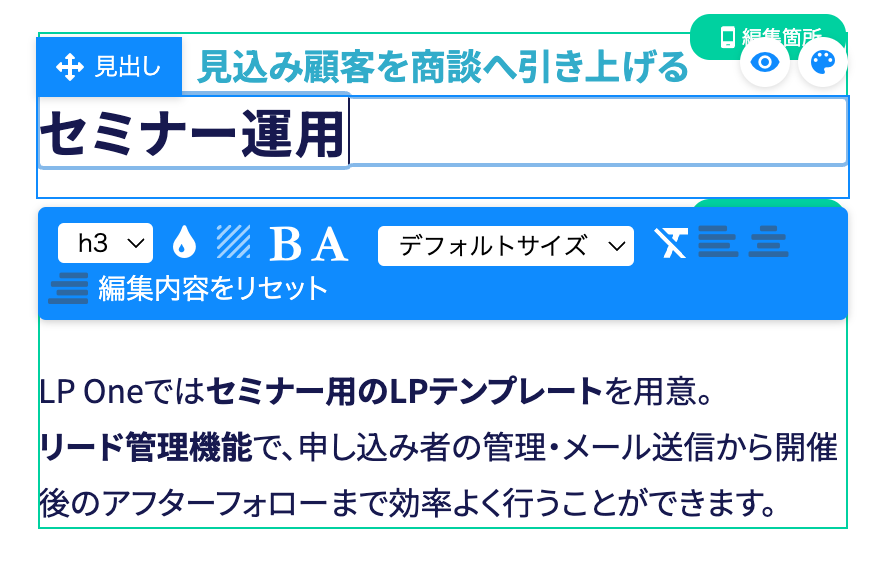 編集箇所
見出し
見込み顧客を商談へ引き上げる
セミナー運用
h3
B A
デフォルトサイズ
編集内容をリセット
LP Oneではセミナー用のLPテンプレートを用意。
リード管理機能で、申し込み者の管理・メール送信から開催
後のアフターフォローまで効率よく行うことができます。